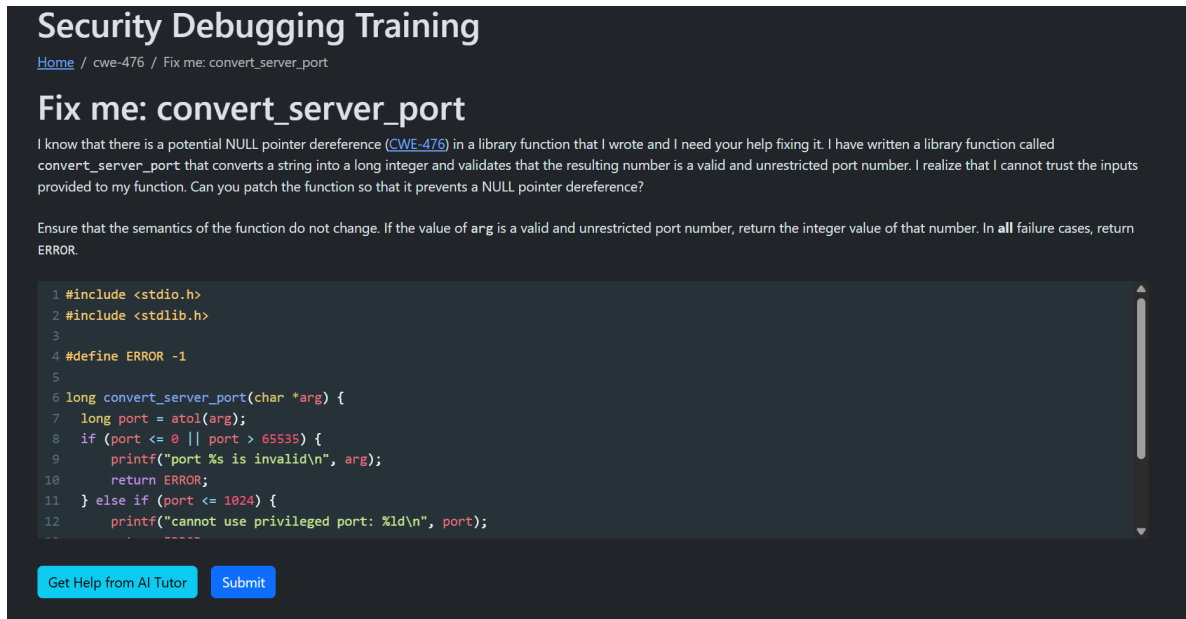 Security Debugging Training
Home / cwe-476 / Fix me: convert_server_port
Fix me: convert_server_port
I know that there is a potential NULL pointer dereference (CWE-476) in a library function that I wrote and I need your help fixing it. I have written a library function called
convert_server_port that converts a string into a long integer and validates that the resulting number is a valid and unrestricted port number. I realize that I cannot trust the inputs
provided to my function. Can you patch the function so that it prevents a NULL pointer dereference?
Ensure that the semantics of the function do not change. If the value of arg is a valid and unrestricted port number, return the integer value of that number. In all failure cases, return
ERROR.
1 #include <stdio.h>
2 #include <stdlib.h>
3
4 #define ERROR -1
5
6 long convert_server_port(char *arg) {
7 long port = atol(arg);
8 if (port <= 0 || port > 65535) {
9 printf("port %s is invalid\n", arg);
10 return ERROR;
11 } else if (port <= 1024) {
12 printf("cannot use privileged port: %ld\n", port);
Get Help from AI Tutor Submit